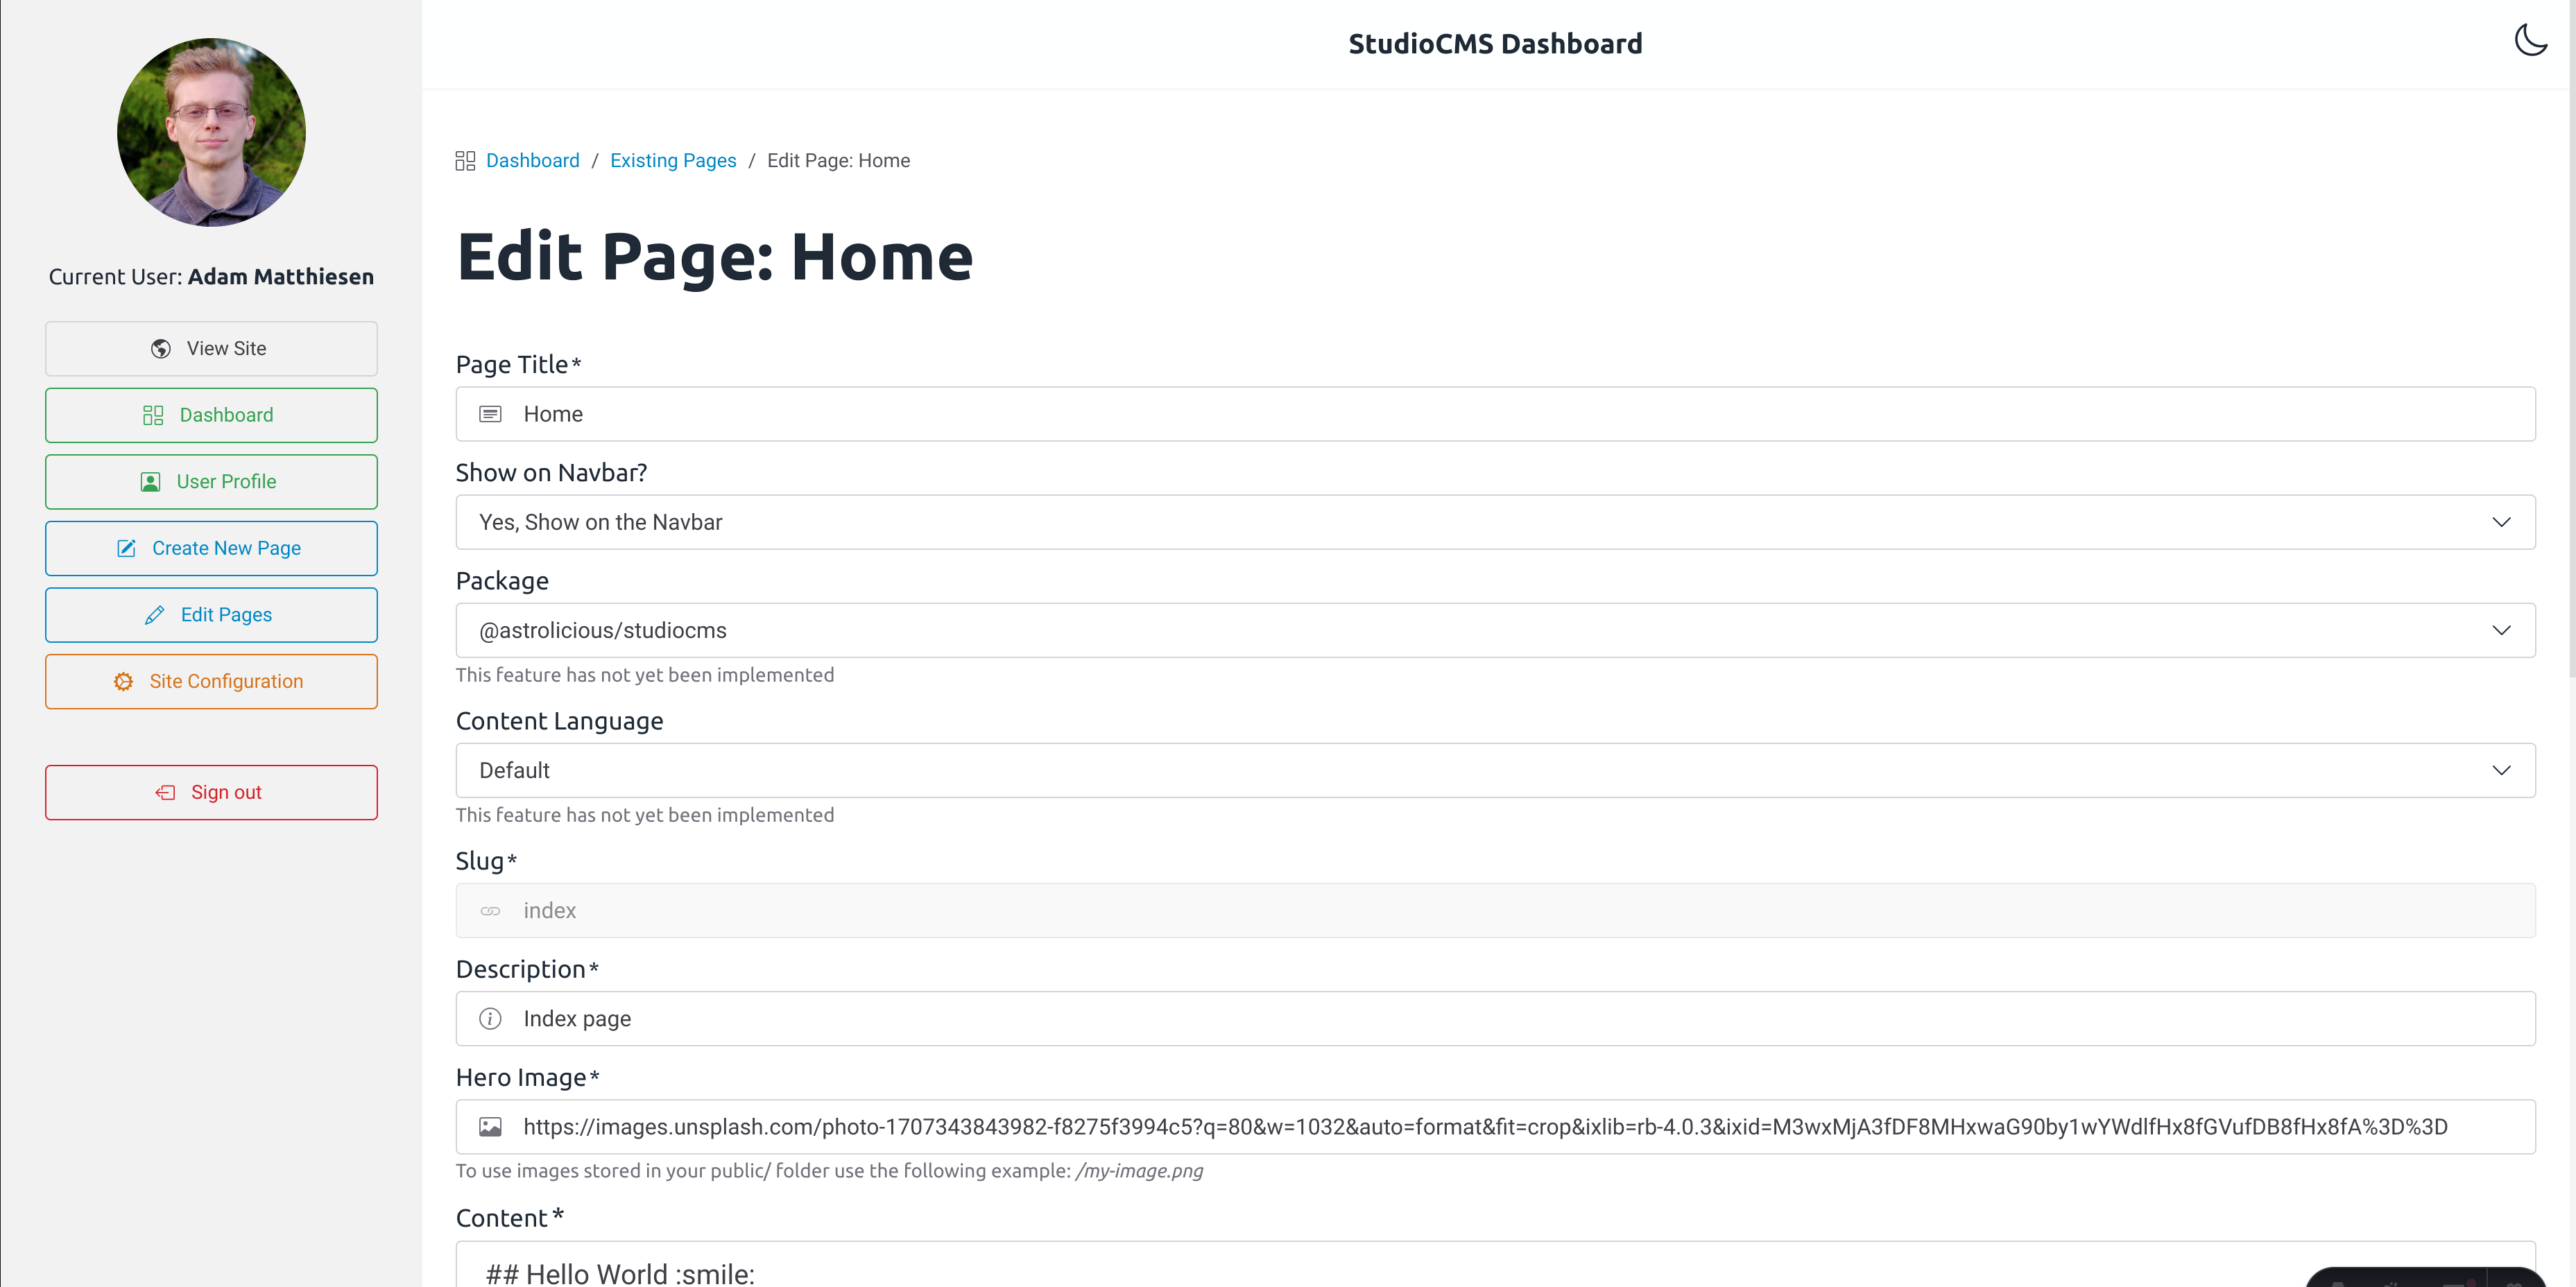 StudioCMS Dashboard
Current User: Adam Matthiesen
View Site
Dashboard
User Profile
Create New Page
Edit Pages
Site Configuration
Sign out
Dashboard / Existing Pages / Edit Page: Home
Edit Page: Home
Page Title*
Home
Show on Navbar?
Yes, Show on the Navbar
Package
@astrolicious/studiocms
This feature has not yet been implemented
Content Language
Default
This feature has not yet been implemented
Slug*
index
Description*
Index page
Hero Image*
https://images.unsplash.com/photo-1707343843982-f8275f3994c5?q=80&w=1032&auto=format&fit=crop&ixlib=rb-4.0.3&ixid=M3wxMjA3fDF8MHxwaG90by1wYWdlfHx8fGVufDB8fHx8fA%3D%3D
To use images stored in your public/ folder use the following example: /my-image.png
Content*
## Hello World :smile: